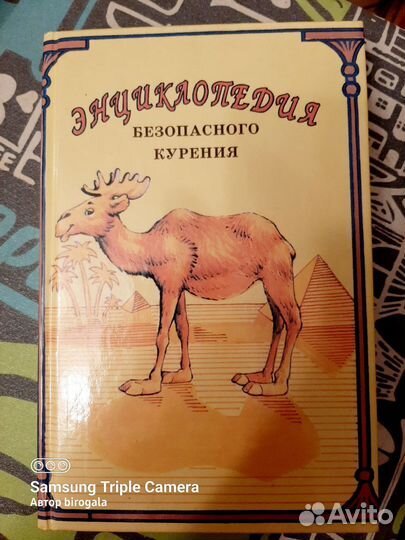 ЭНЦИКЛОПЕДИЯ
БЕЗОПАСНОГО
КУРЕНИЯ
Samsung Triple Camera
Автор birogala
Avito